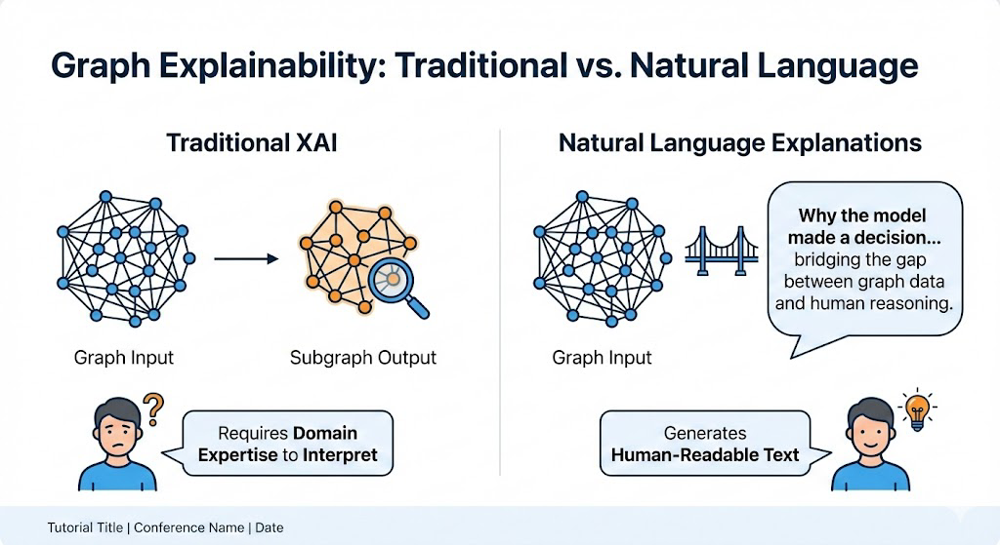 Graph Explainability: Traditional vs. Natural Language
Traditional XAI
Graph Input
Subgraph Output
?
Requires Domain
Expertise to Interpret
Natural Language Explanations
Why the model
made a decision...
bridging the gap
between graph data
and human reasoning.
Graph Input
Generates
Human-Readable Text
Tutorial Title | Conference Name | Date